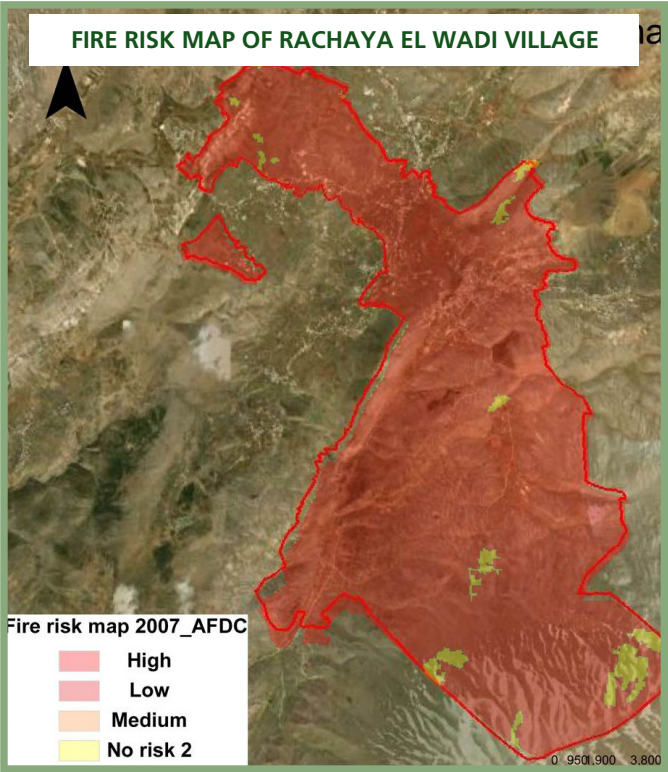 FIRE RISK MAP OF RACHAYA EL WADI VILLAGE
na
Fire risk map 2007_AFDC
High
Low
Medium
No risk 2
0 950 1.900 3.800